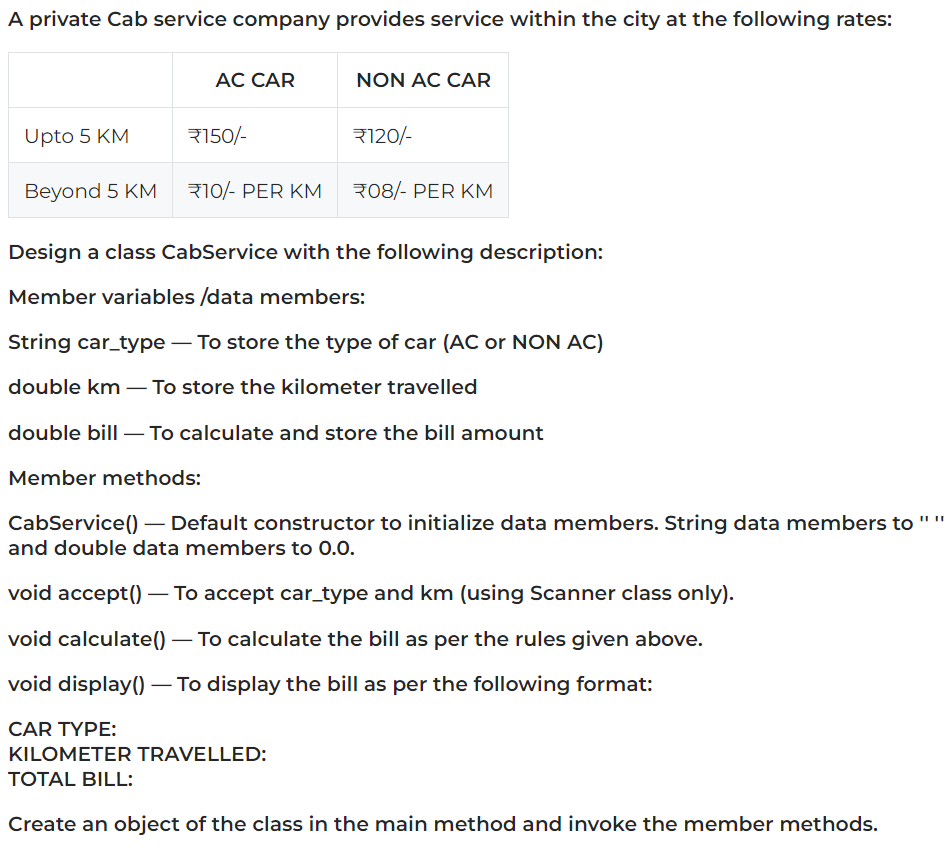 A private Cab service company provides service within the city at the following rates:
AC CAR NON AC CAR
Upto 5 KM ₹150/- ₹120/-
Beyond 5 KM ₹10/- PER KM ₹08/- PER KM
Design a class CabService with the following description:
Member variables /data members:
String car_type — To store the type of car (AC or NON AC)
double km — To store the kilometer travelled
double bill — To calculate and store the bill amount
Member methods:
CabService() — Default constructor to initialize data members. String data members to '' ''
and double data members to 0.0.
void accept() — To accept car_type and km (using Scanner class only).
void calculate() — To calculate the bill as per the rules given above.
void display() — To display the bill as per the following format:
CAR TYPE:
KILOMETER TRAVELLED:
TOTAL BILL:
Create an object of the class in the main method and invoke the member methods.